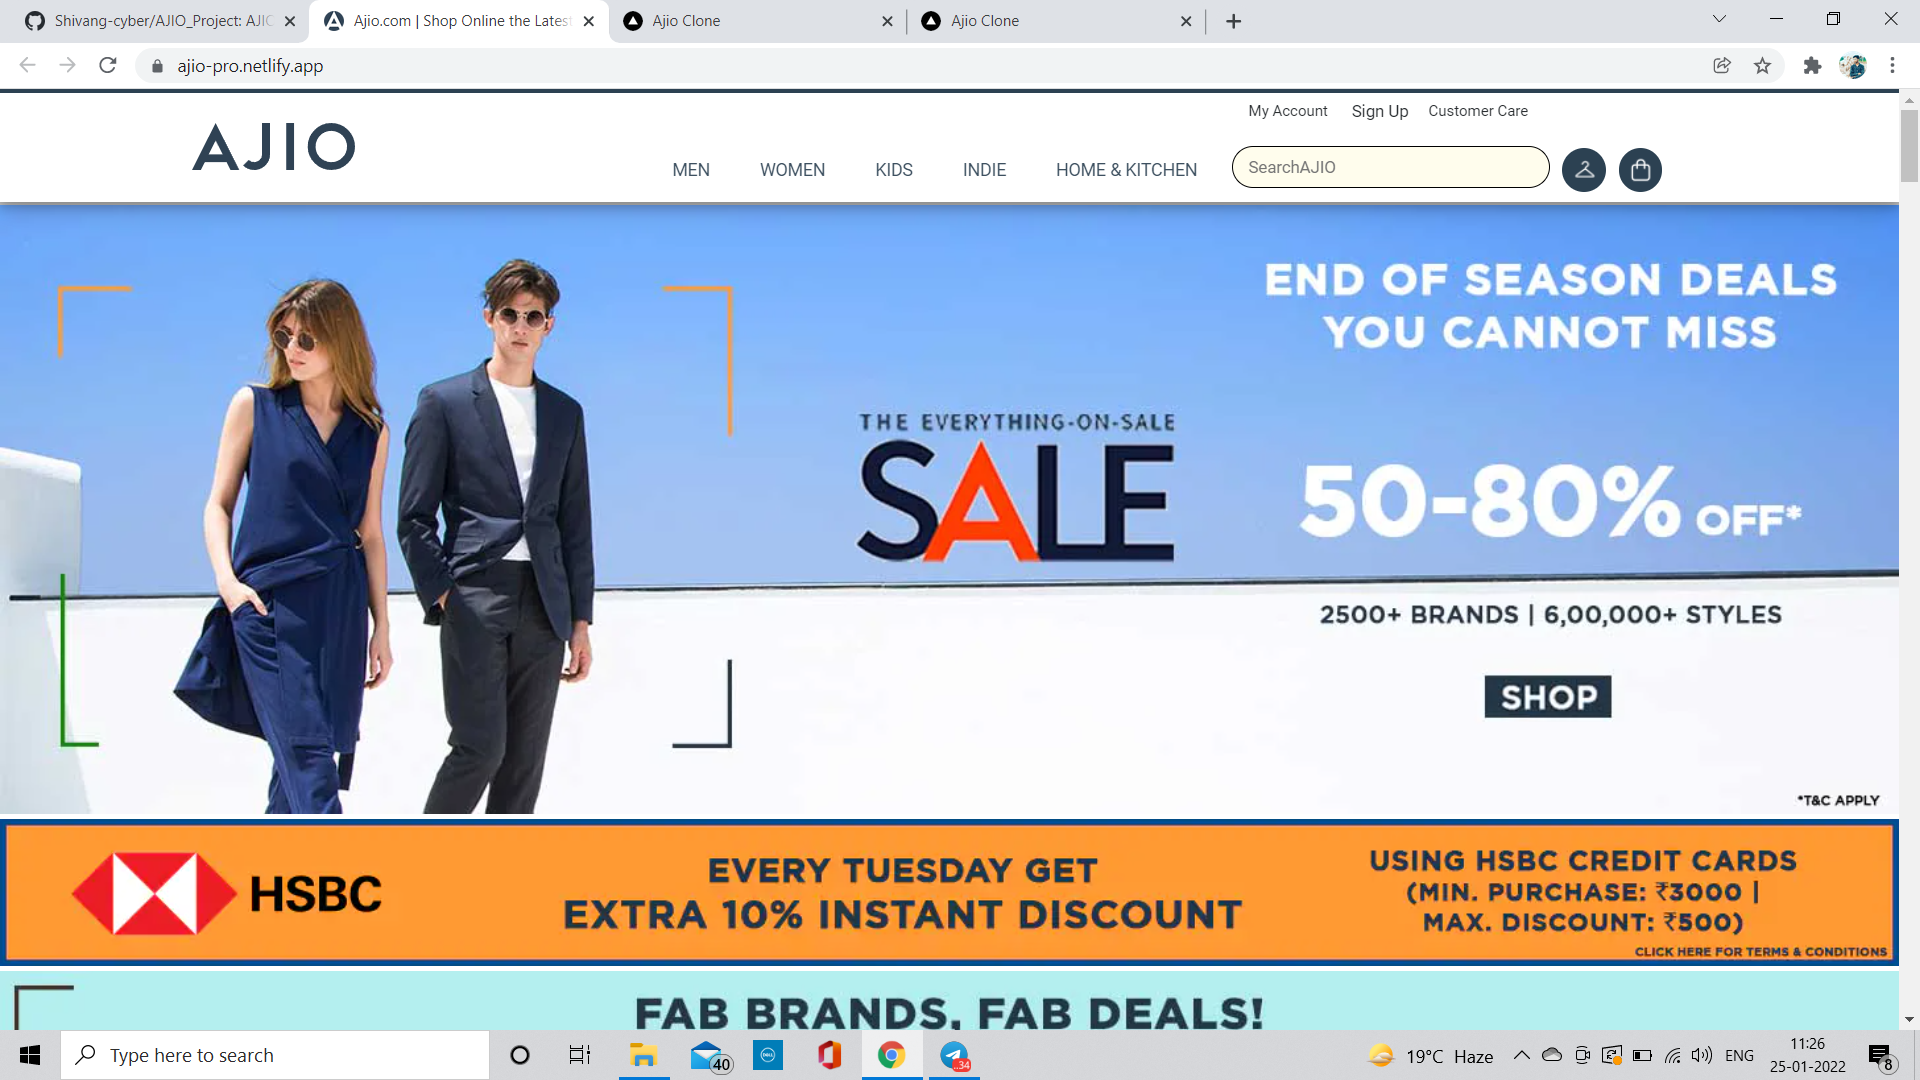 Shivang-cyber/AJIO_Project: AJIO
Ajio.com | Shop Online the Latest
Ajio Clone
Ajio Clone
ajio-pro.netlify.app
My Account
Sign Up
Customer Care
AJIO
MEN
WOMEN
KIDS
INDIE
HOME & KITCHEN
SearchAJIO
END OF SEASON DEALS
YOU CANNOT MISS
THE EVERYTHING-ON-SALE
SALE
50-80% OFF*
2500+ BRANDS | 6,00,000+ STYLES
SHOP
*T&C APPLY
HSBC
EVERY TUESDAY GET
EXTRA 10% INSTANT DISCOUNT
USING HSBC CREDIT CARDS
(MIN. PURCHASE: ₹3000 |
MAX. DISCOUNT: ₹500)
CLICK HERE FOR TERMS & CONDITIONS
FAB BRANDS, FAB DEALS!
Type here to search
40
DELL
..34
19°C Haze
ENG
11:26
25-01-2022
8